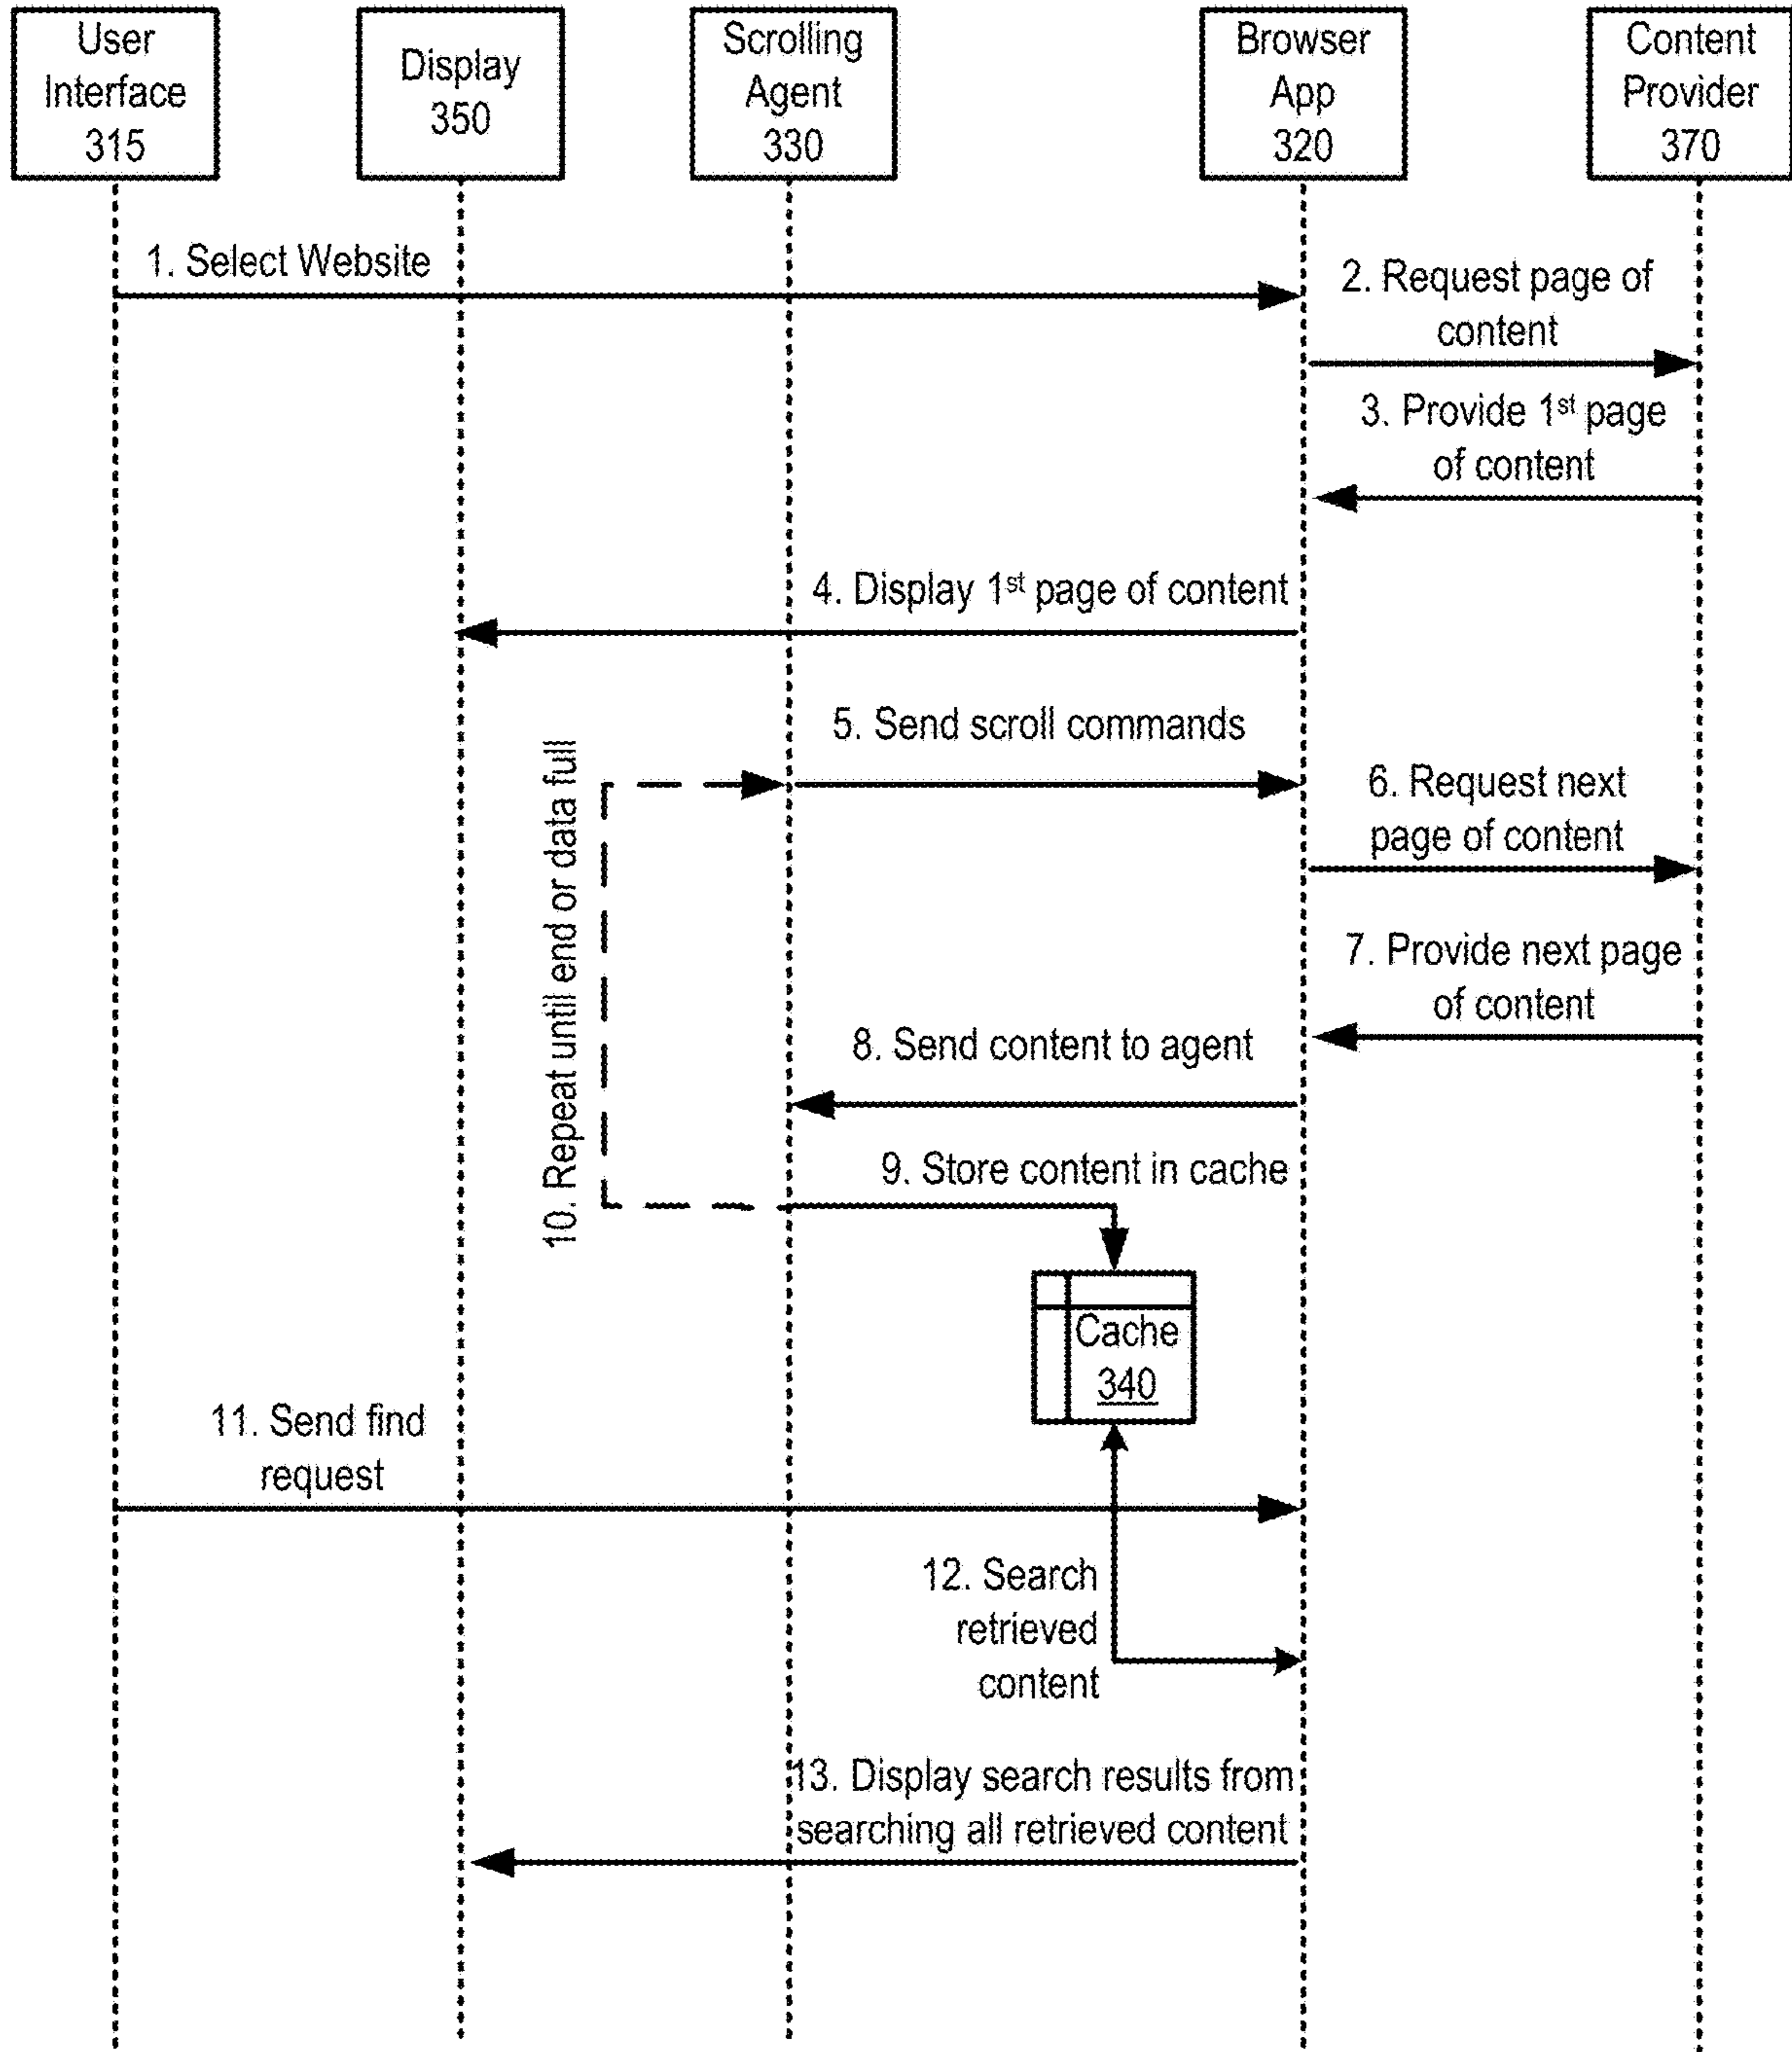 User
Interface
315
Display
350
Scrolling
Agent
330
Browser
App
320
Content
Provider
370
1. Select Website
2. Request page of
content
3. Provide 1st page
of content
4. Display 1st page of content
5. Send scroll commands
6. Request next
page of content
7. Provide next page
of content
8. Send content to agent
9. Store content in cache
10. Repeat until end or data full
Cache
340
11. Send find
request
12. Search
retrieved
content
13. Display search results from
searching all retrieved content